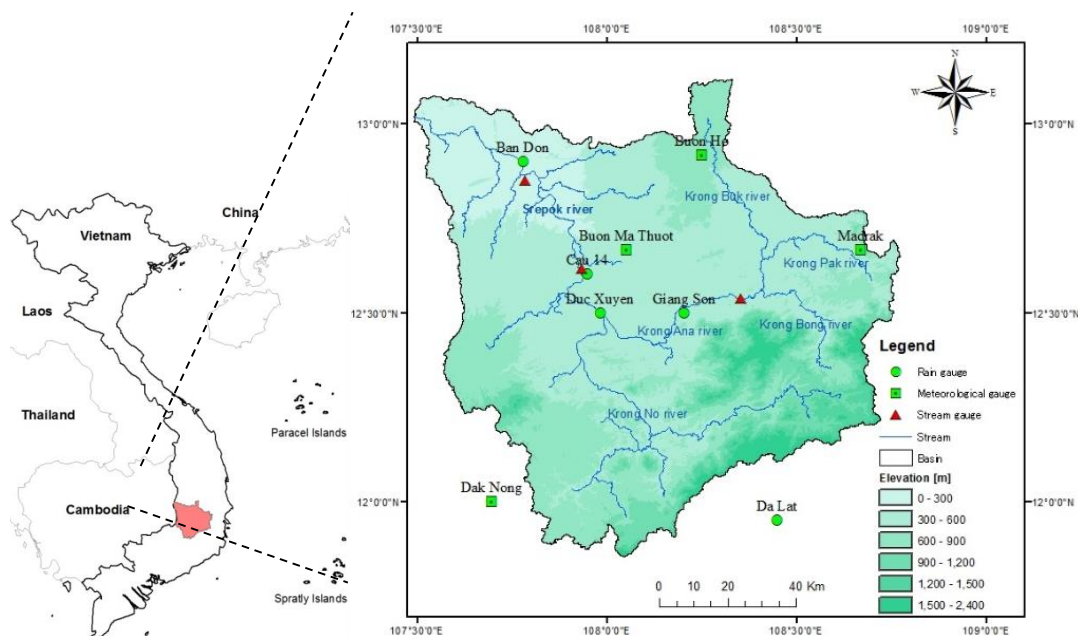 China
Vietnam
Laos
Thailand
Paracel Islands
Cambodia
Spratly Islands
107°30'0"E
108°0'0"E
108°30'0"E
109°0'0"E
13°0'0"N
12°30'0"N
12°0'0"N
13°0'0"N
12°30'0"N
12°0'0"N
N
W
E
S
Ban Don
Buon Ho
Srepok river
Krong Buk river
Buon Ma Thuot
Madrak
Cau 14
Krong Pak river
Duc Xuyen
Giang Son
Krong Ana river
Krong Bong river
Krong No river
Dak Nong
Da Lat
Legend
Rain gauge
Meteorological gauge
Stream gauge
Stream
Basin
Elevation [m]
0 - 300
300 - 600
600 - 900
900 - 1,200
1,200 - 1,500
1,500 - 2,400
0 10 20 40 Km
107°30'0"E
108°0'0"E
108°30'0"E
109°0'0"E